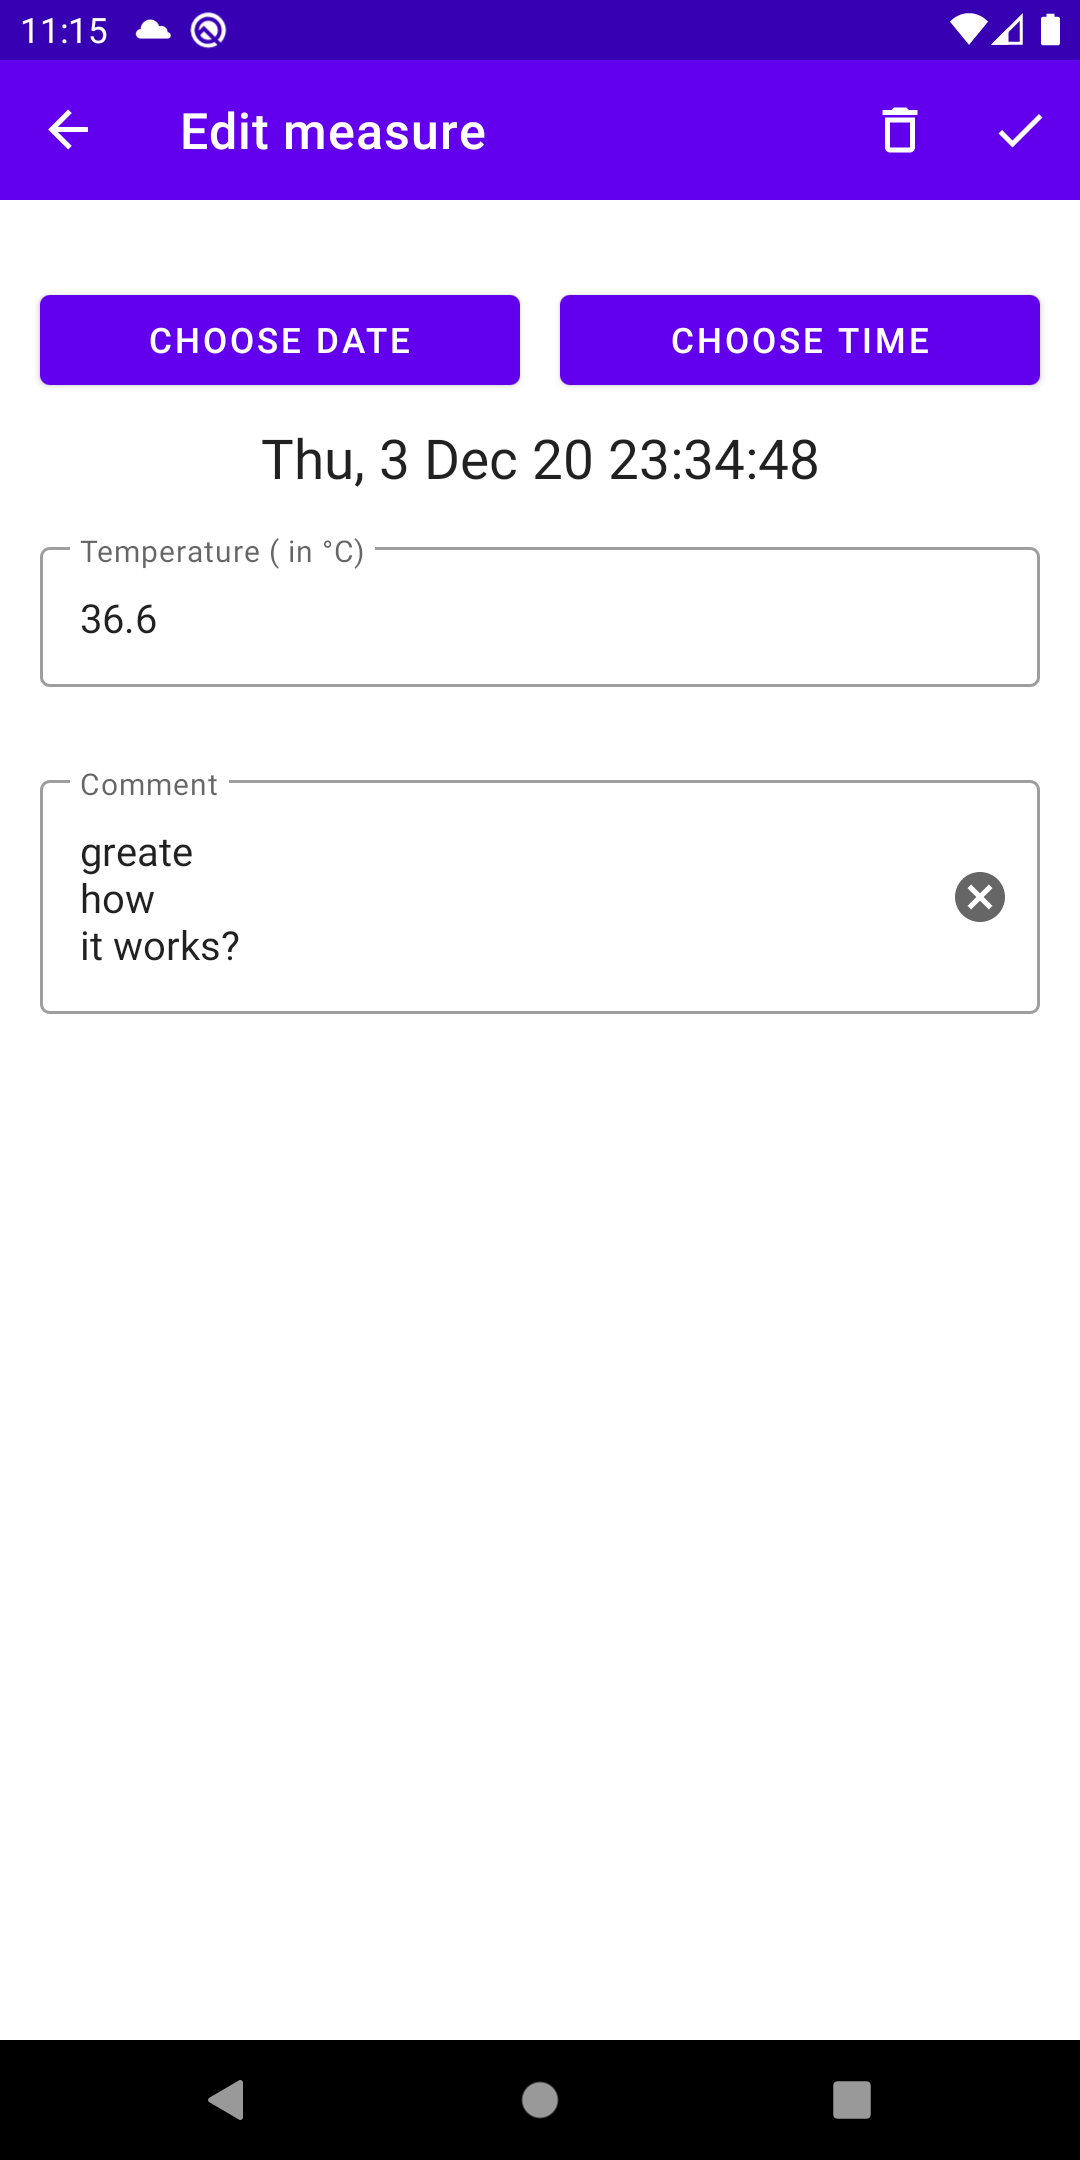 11:15
Edit measure
CHOOSE DATE
CHOOSE TIME
Thu, 3 Dec 20 23:34:48
Temperature ( in °C)
36.6
Comment
greate
how
it works?